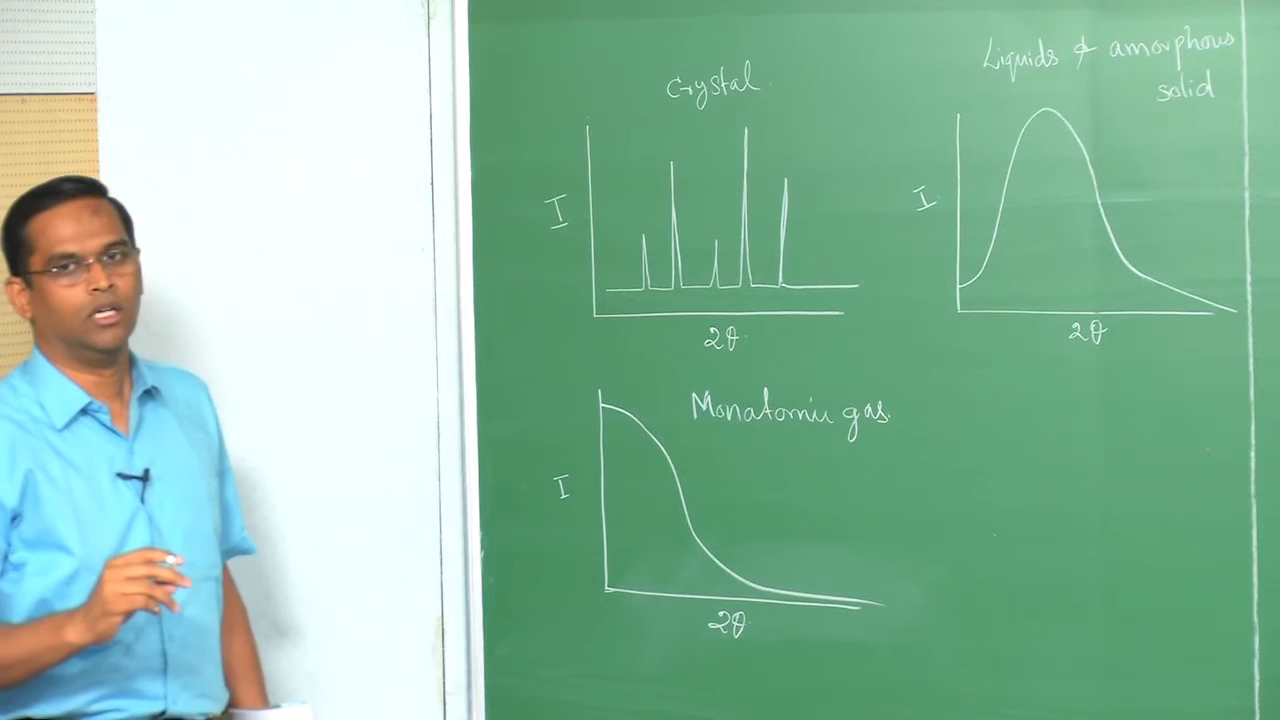 Crystal
I
2θ
Liquids & amorphous
solid
I
2θ
Monatomic gas.
I
2θ